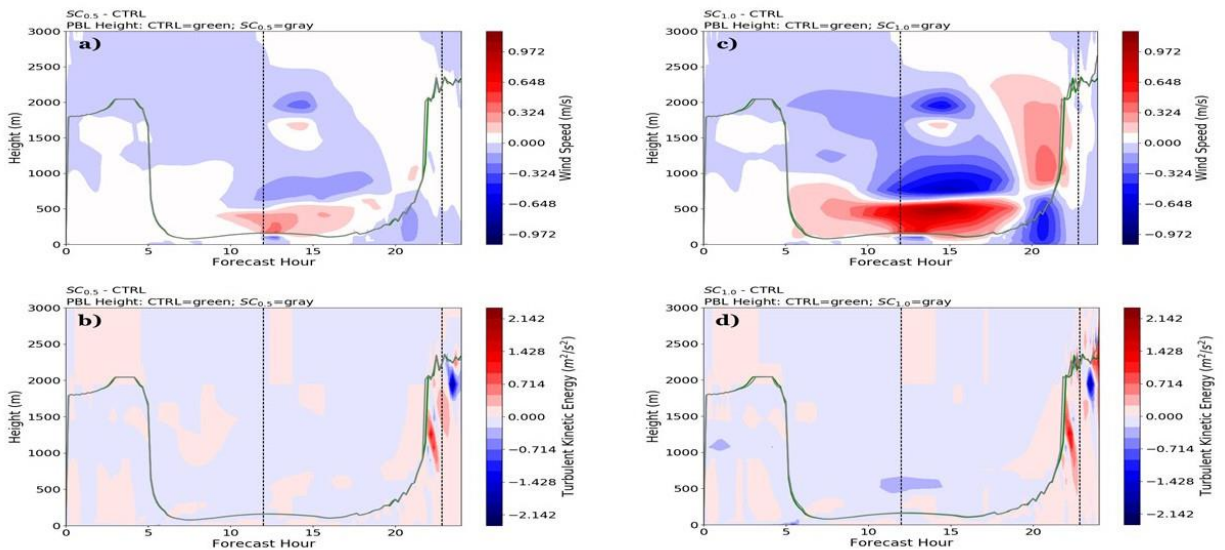 SC0.5 - CTRL
PBL Height: CTRL=green; SC0.5=gray
a)
3000
2500
2000
1500
1000
500
0
Height (m)
0 5 10 15 20
Forecast Hour
0.972
0.648
0.324
0.000
−0.324
−0.648
−0.972
Wind Speed (m/s)
SC1.0 - CTRL
PBL Height: CTRL=green; SC1.0=gray
c)
3000
2500
2000
1500
1000
500
0
Height (m)
0 5 10 15 20
Forecast Hour
0.972
0.648
0.324
0.000
−0.324
−0.648
−0.972
Wind Speed (m/s)
SC0.5 - CTRL
PBL Height: CTRL=green; SC0.5=gray
b)
3000
2500
2000
1500
1000
500
0
Height (m)
0 5 10 15 20
Forecast Hour
2.142
1.428
0.714
0.000
−0.714
−1.428
−2.142
Turbulent Kinetic Energy (m²/s²)
SC1.0 - CTRL
PBL Height: CTRL=green; SC1.0=gray
d)
3000
2500
2000
1500
1000
500
0
Height (m)
0 5 10 15 20
Forecast Hour
2.142
1.428
0.714
0.000
−0.714
−1.428
−2.142
Turbulent Kinetic Energy (m²/s²)